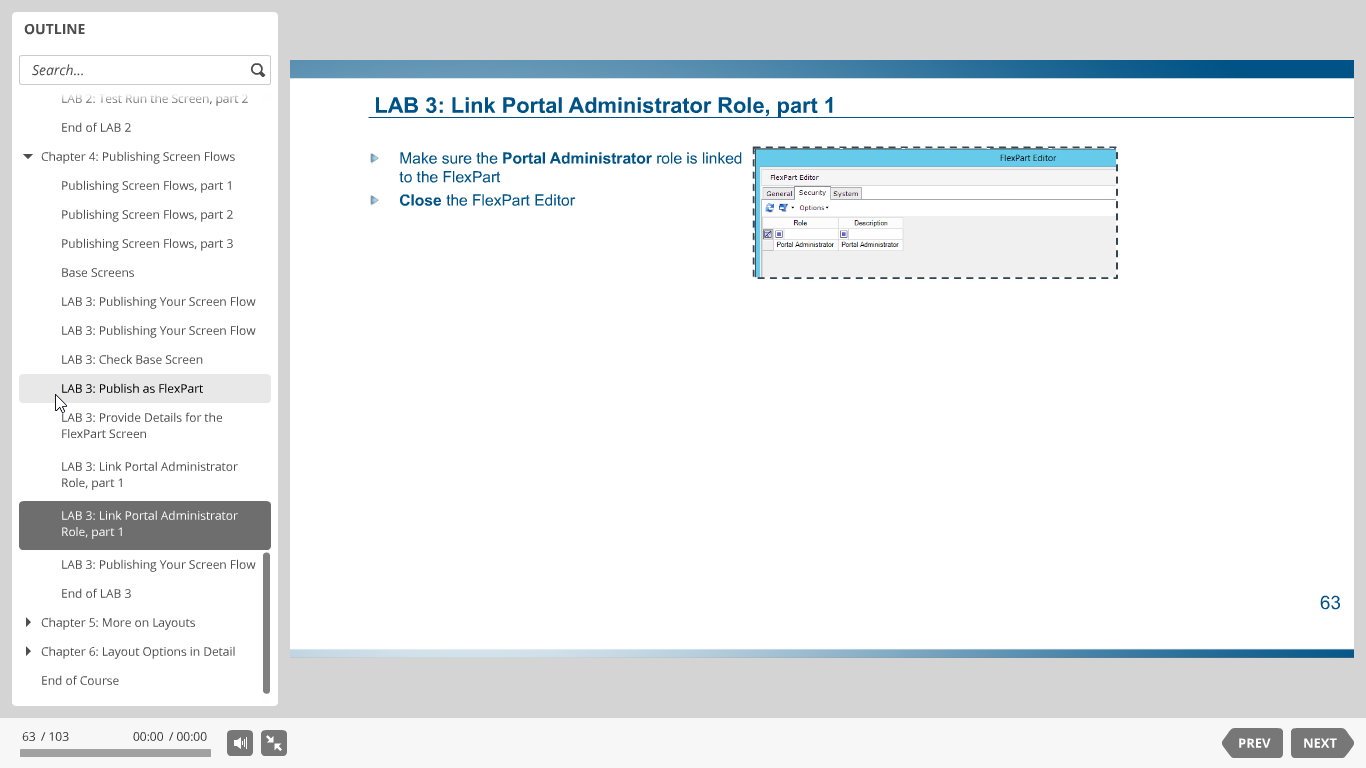 OUTLINE
Search...
LAB 2: Test Run the Screen, part 2
End of LAB 2
Chapter 4: Publishing Screen Flows
Publishing Screen Flows, part 1
Publishing Screen Flows, part 2
Publishing Screen Flows, part 3
Base Screens
LAB 3: Publishing Your Screen Flow
LAB 3: Publishing Your Screen Flow
LAB 3: Check Base Screen
LAB 3: Publish as FlexPart
LAB 3: Provide Details for the
FlexPart Screen
LAB 3: Link Portal Administrator
Role, part 1
LAB 3: Link Portal Administrator
Role, part 1
LAB 3: Publishing Your Screen Flow
End of LAB 3
Chapter 5: More on Layouts
Chapter 6: Layout Options in Detail
End of Course
LAB 3: Link Portal Administrator Role, part 1
Make sure the Portal Administrator role is linked
to the FlexPart
Close the FlexPart Editor
FlexPart Editor
FlexPart Editor
General Security System
Options
Role Description
Portal Administrator Portal Administrator
63
63 / 103 00:00 / 00:00
PREV NEXT